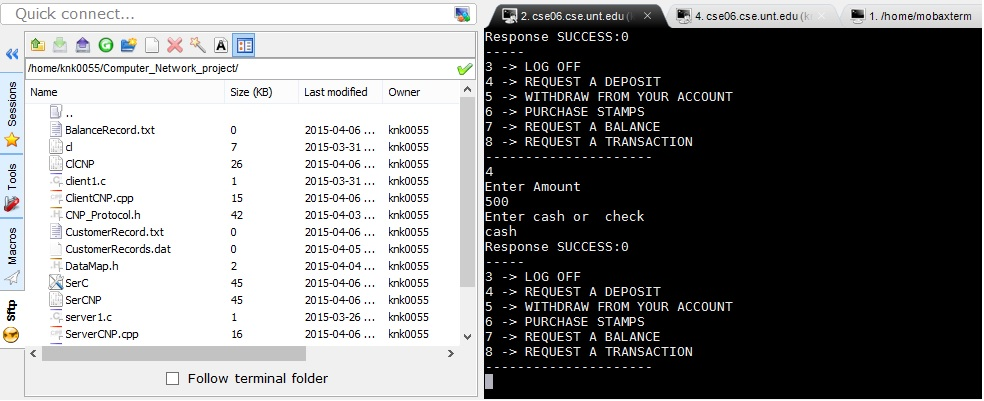 Quick connect...
/home/knk0055/Computer_Network_project/
Name Size (KB) Last modified Owner
..
BalanceRecord.txt 0 2015-04-06 ... knk0055
cl 7 2015-03-31 ... knk0055
ClCNP 26 2015-04-06 ... knk0055
client1.c 1 2015-03-31 ... knk0055
ClientCNP.cpp 15 2015-04-06 ... knk0055
CNP_Protocol.h 42 2015-04-03 ... knk0055
CustomerRecord.txt 0 2015-04-06 ... knk0055
CustomerRecords.dat 0 2015-04-05 ... knk0055
DataMap.h 2 2015-04-04 ... knk0055
SerC 45 2015-04-06 ... knk0055
SerCNP 45 2015-04-06 ... knk0055
server1.c 1 2015-03-26 ... knk0055
ServerCNP.cpp 16 2015-04-06 ... knk0055
Follow terminal folder
Sessions
Tools
Macros
Sftp
2. cse06.cse.unt.edu (k
4. cse06.cse.unt.edu (k
1. /home/mobaxterm
Response SUCCESS:0
-----
3 -> LOG OFF
4 -> REQUEST A DEPOSIT
5 -> WITHDRAW FROM YOUR ACCOUNT
6 -> PURCHASE STAMPS
7 -> REQUEST A BALANCE
8 -> REQUEST A TRANSACTION
----------------------
4
Enter Amount
500
Enter cash or  check
cash
Response SUCCESS:0
-----
3 -> LOG OFF
4 -> REQUEST A DEPOSIT
5 -> WITHDRAW FROM YOUR ACCOUNT
6 -> PURCHASE STAMPS
7 -> REQUEST A BALANCE
8 -> REQUEST A TRANSACTION
----------------------